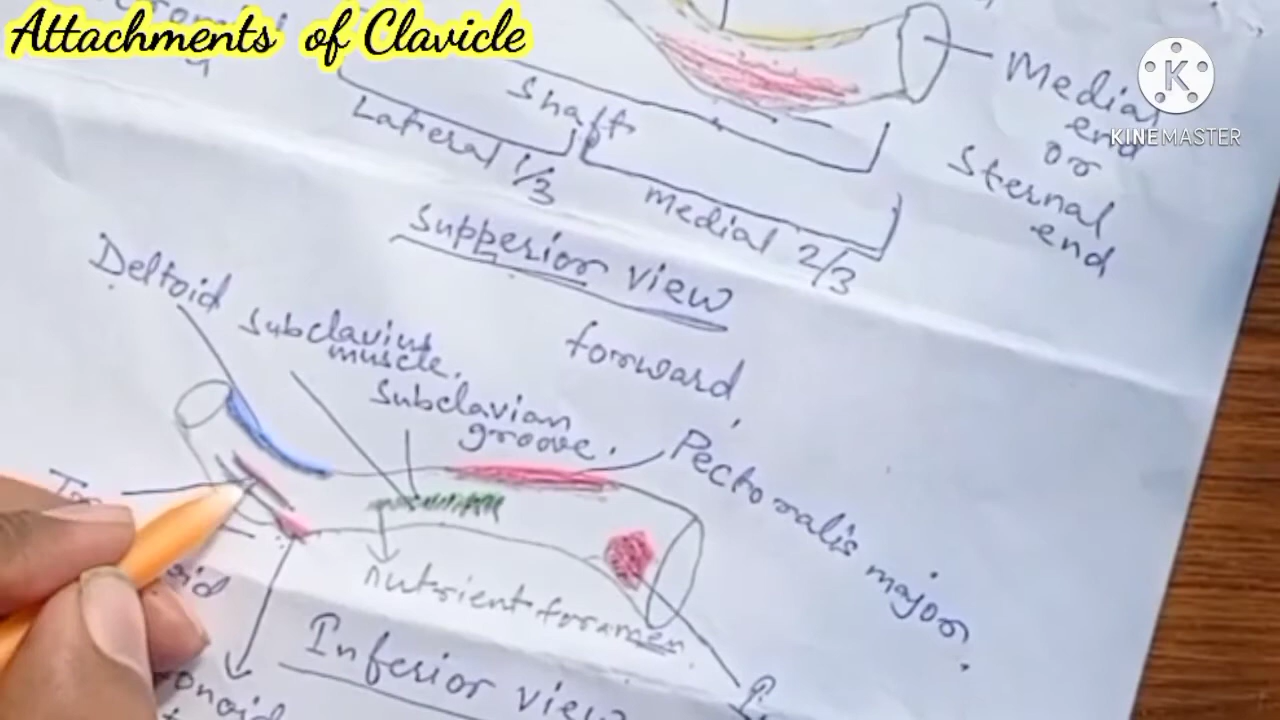 Attachments of Clavicle
K
KINEMASTER
Medial
end
or
Sternal
end
Shaft
Lateral 1/3
medial 2/3
Supperior view
forward
Deltoid
Subclavius
muscle.
Subclavian
groove.
Pectoralis major
nutrient foramen.
Inferior view